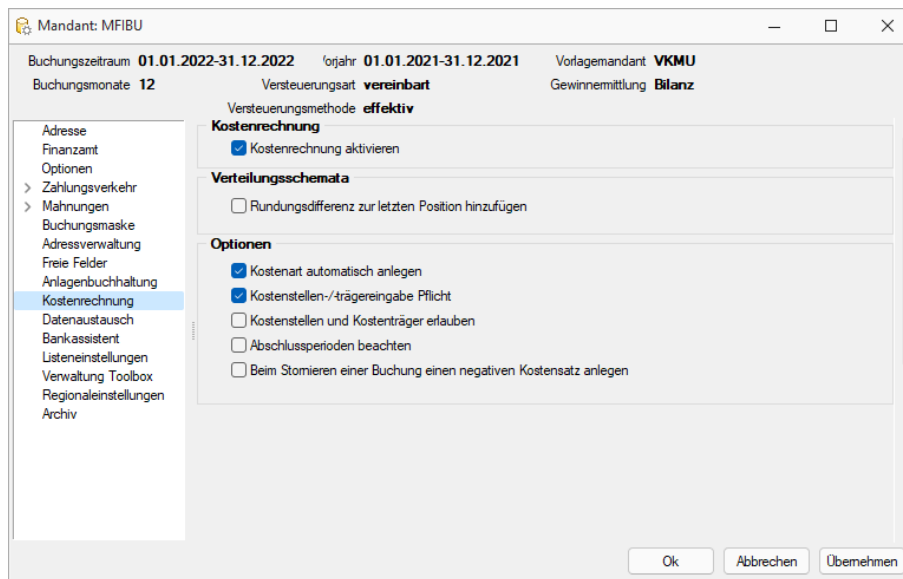 Mandant: MFIBU
Buchungszeitraum 01.01.2022-31.12.2022 'orjahr 01.01.2021-31.12.2021 Vorlagemandant VKMU
Buchungsmonate 12 Versteuerungsart vereinbart Gewinnermittlung Bilanz
Versteuerungsmethode effektiv
Adresse
Finanzamt
Optionen
Zahlungsverkehr
Mahnungen
Buchungsmaske
Adressverwaltung
Freie Felder
Anlagenbuchhaltung
Kostenrechnung
Datenaustausch
Bankassistent
Listeneinstellungen
Verwaltung Toolbox
Regionaleinstellungen
Archiv
Kostenrechnung
Kostenrechnung aktivieren
Verteilungsschemata
Rundungsdifferenz zur letzten Position hinzufügen
Optionen
Kostenart automatisch anlegen
Kostenstellen-/-trägereingabe Pflicht
Kostenstellen und Kostenträger erlauben
Abschlussperioden beachten
Beim Stornieren einer Buchung einen negativen Kostensatz anlegen
Ok Abbrechen Übernehmen